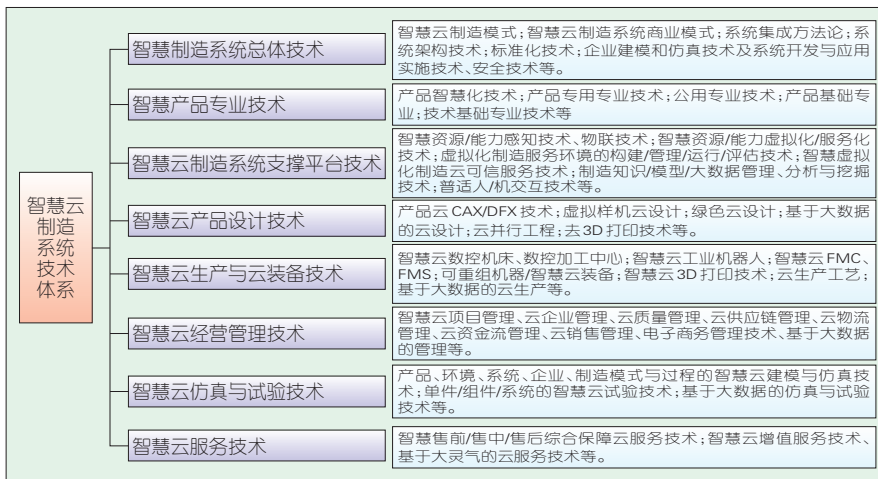 智慧云
制造
系统
技术
体系
智慧制造系统总体技术
智慧云制造模式;智慧云制造系统商业模式;系统集成方法论;系
统架构技术;标准化技术;企业建模和仿真技术及系统开发与应用
实施技术、安全技术等。
智慧产品专业技术
产品智慧化技术;产品专用专业技术;公用专业技术;产品基础专
业;技术基础专业技术等
智慧云制造系统支撑平台技术
智慧资源/能力感知技术、物联技术;智慧资源/能力虚拟化/服务化
技术;虚拟化制造服务环境的构建/管理/运行/评估技术;智慧虚拟
化制造云可信服务技术;制造知识/模型/大数据管理、分析与挖掘
技术;普适人/机交互技术等。
智慧云产品设计技术
产品云CAX/DFX技术;虚拟样机云设计;绿色云设计;基于大数据
的云设计;云并行工程;去3D打印技术等。
智慧云生产与云装备技术
智慧云数控机床、数控加工中心;智慧云工业机器人;智慧云FMC、
FMS;可重组机器/智慧云装备;智慧云3D打印技术;云生产工艺;
基于大数据的云生产等。
智慧云经营管理技术
智慧云项目管理、云企业管理、云质量管理、云供应链管理、云物流
管理、云资金流管理、云销售管理、电子商务管理技术、基于大数据
的管理等。
智慧云仿真与试验技术
产品、环境、系统、企业、制造模式与过程的智慧云建模与仿真技
术;单件/组件/系统的智慧云试验技术;基于大数据的仿真与试验
技术等。
智慧云服务技术
智慧售前/售中/售后综合保障云服务技术;智慧云增值服务技术、
基于大灵气的云服务技术等。